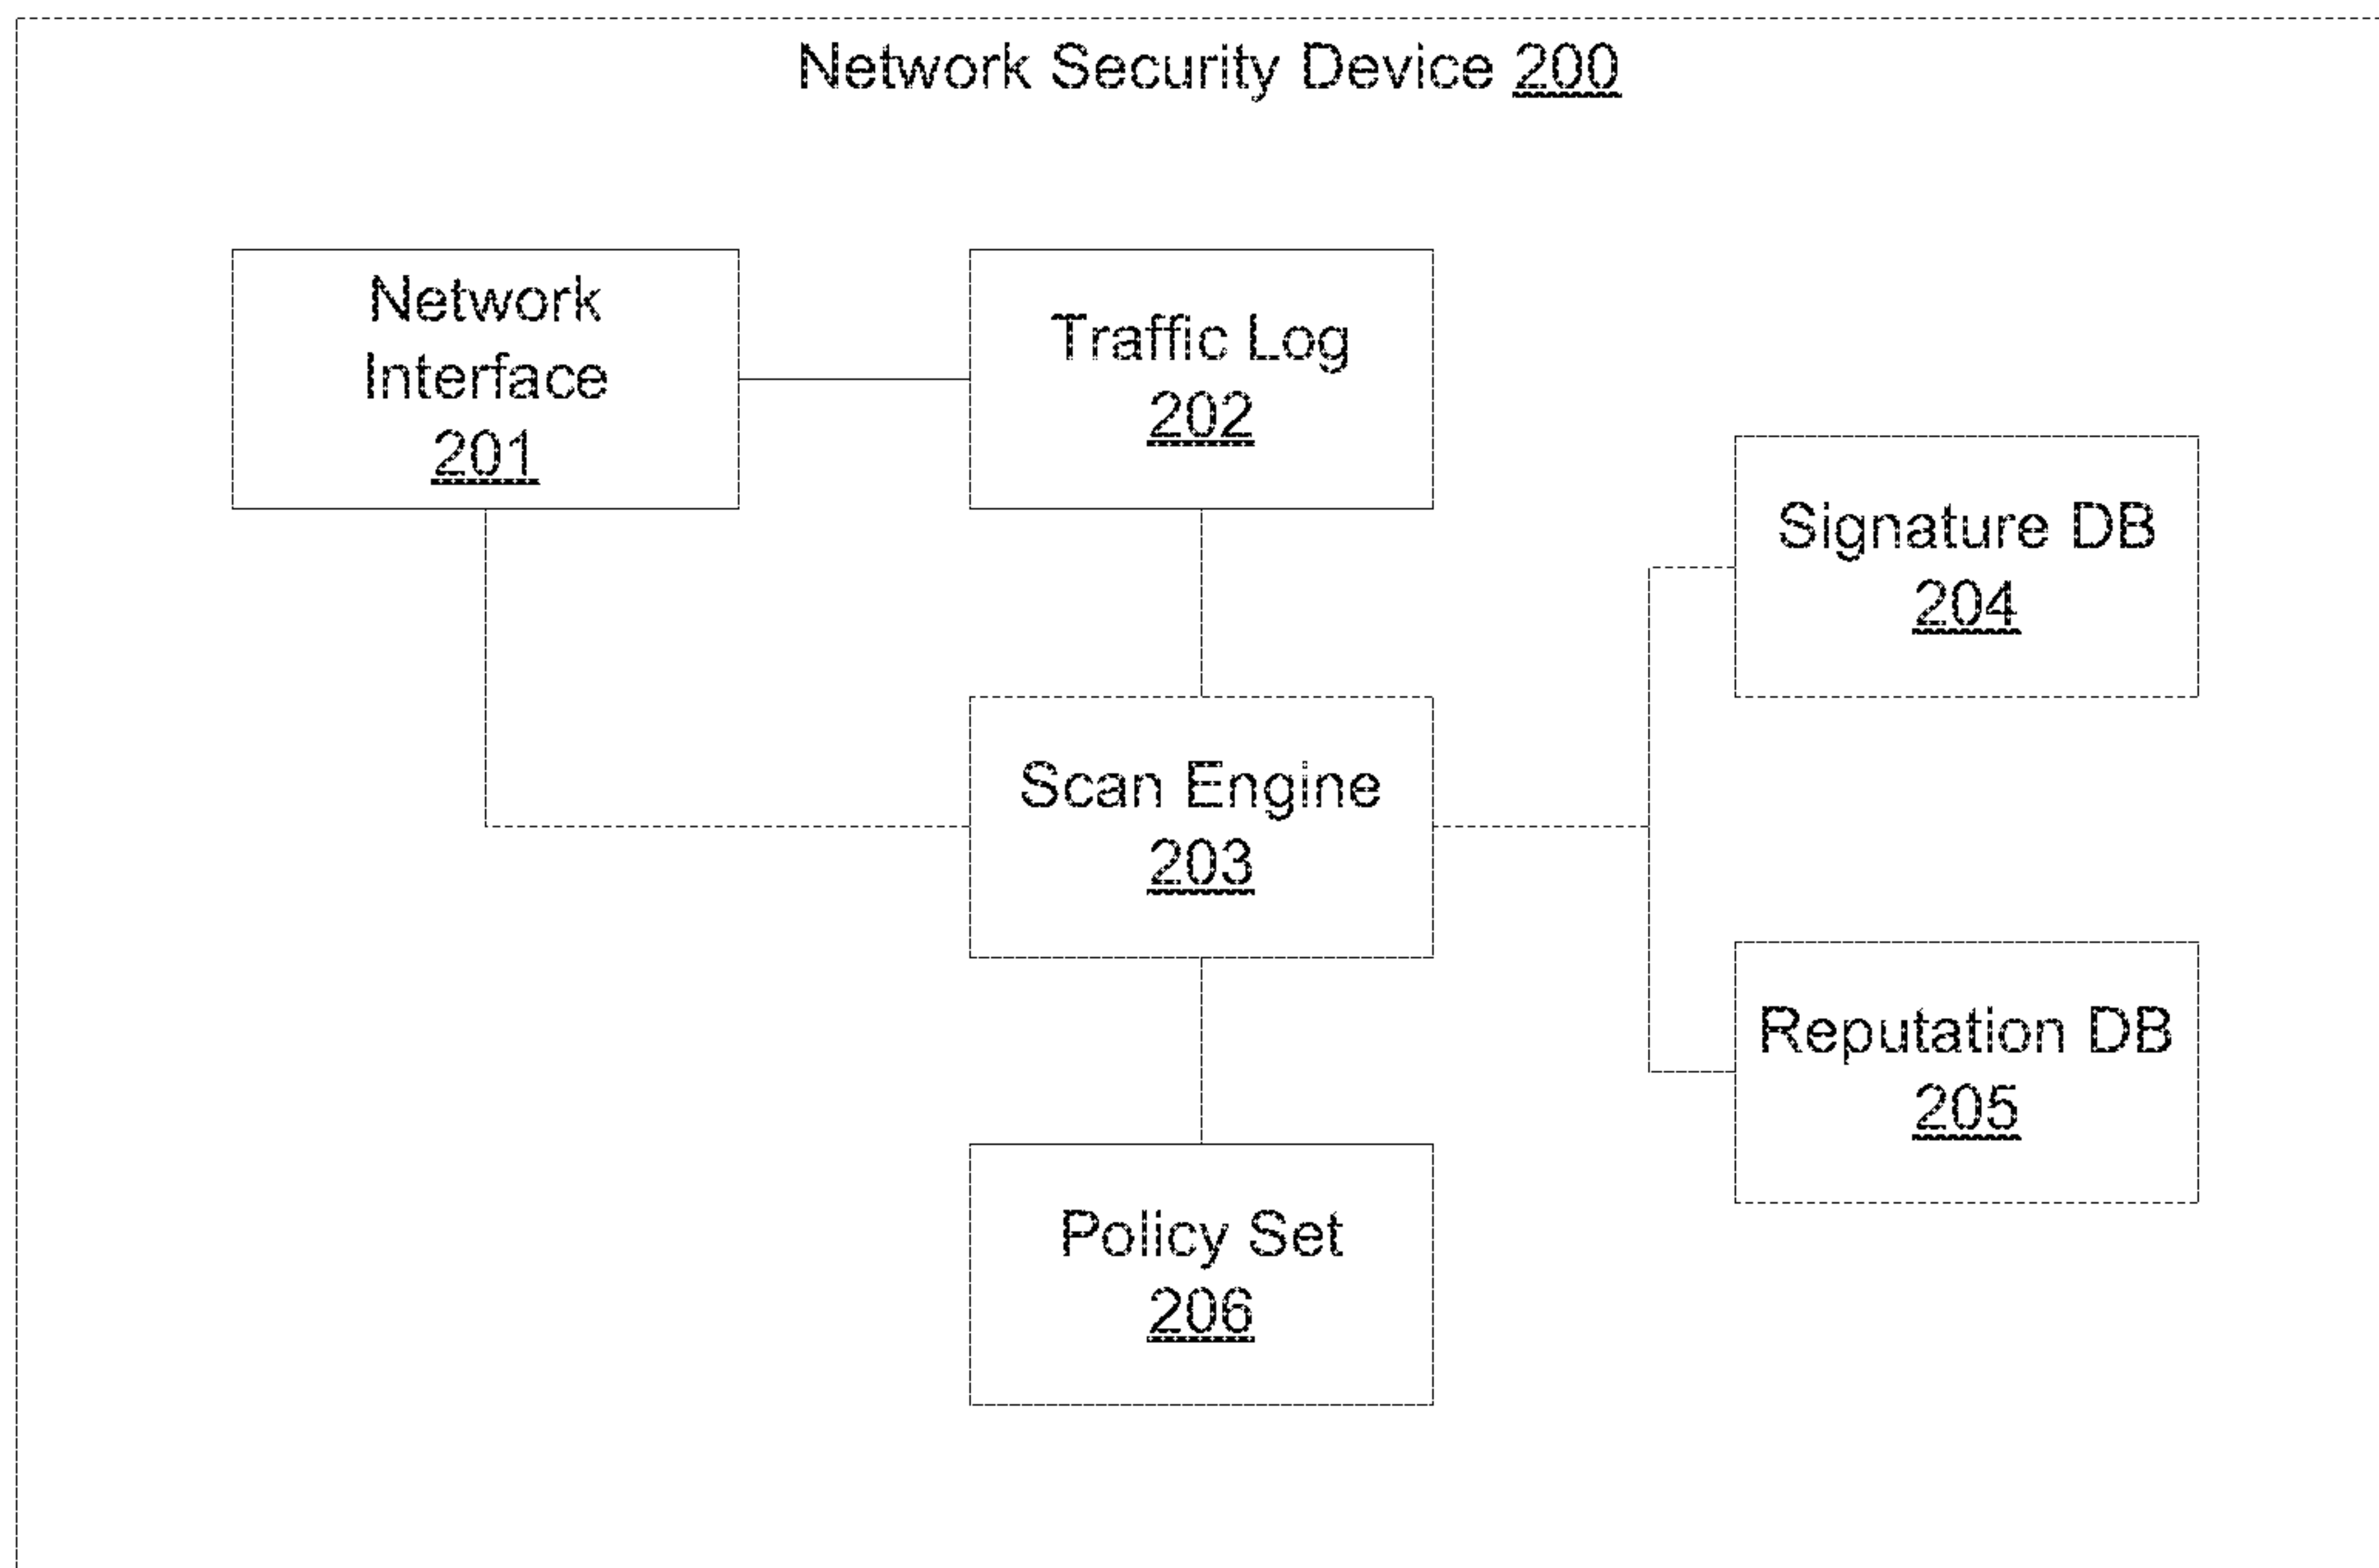 Network Security Device 200
Network
Interface
201
Traffic Log
202
Signature DB
204
Scan Engine
203
Reputation DB
205
Policy Set
206